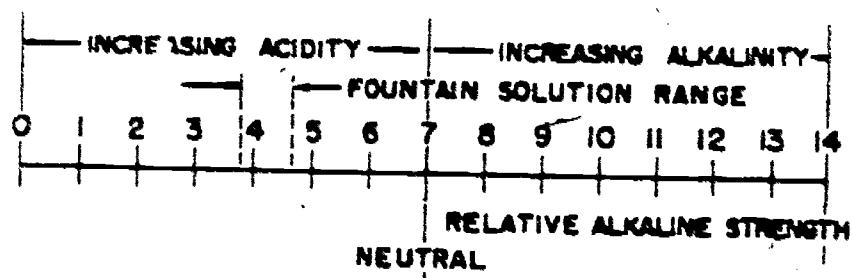 INCREASING ACIDITY INCREASING ALKALINITY
FOUNTAIN SOLUTION RANGE
0 1 2 3 4 5 6 7 8 9 10 11 12 13 14
RELATIVE ALKALINE STRENGTH
NEUTRAL